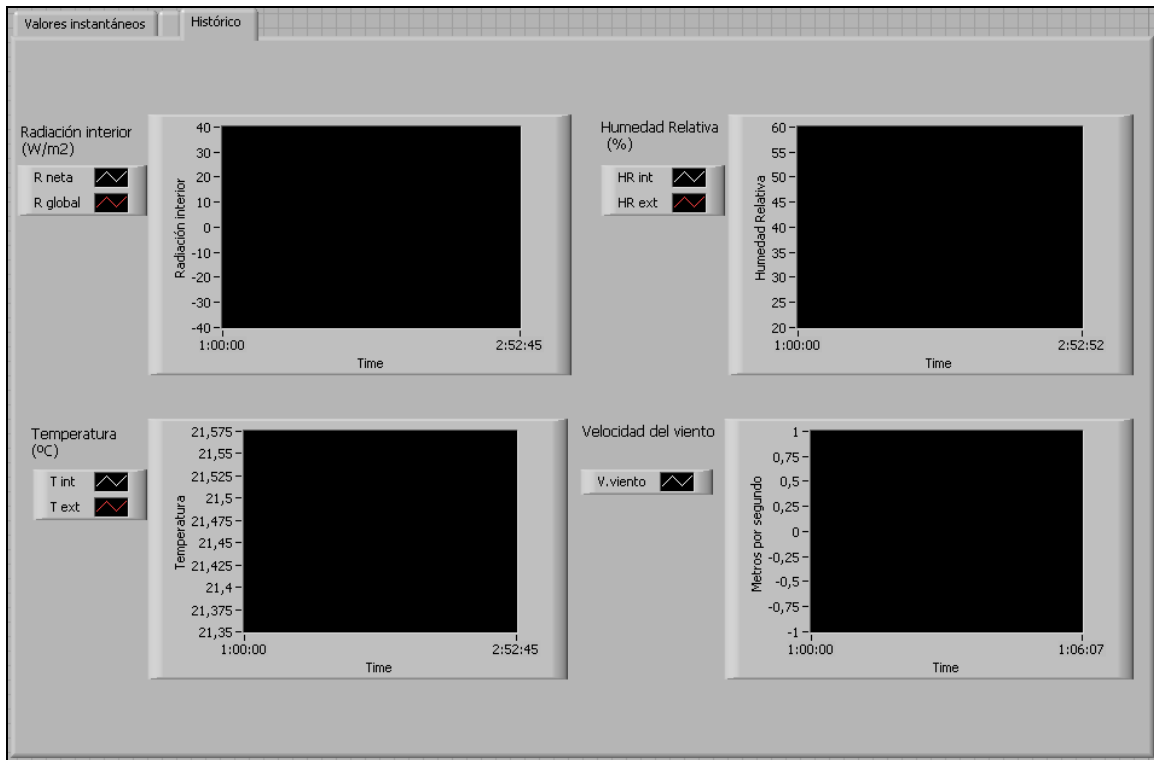 Valores instantáneos
Histórico
Radiación interior
(W/m2)
R neta
R global
Radiación interior
40
30
20
10
0
-10
-20
-30
-40
1:00:00
2:52:45
Time
Humedad Relativa
(%)
HR int
HR ext
Humedad Relativa
60
55
50
45
40
35
30
25
20
1:00:00
2:52:52
Time
Temperatura
(ºC)
T int
T ext
Temperatura
21,575
21,55
21,525
21,5
21,475
21,45
21,425
21,4
21,375
21,35
1:00:00
2:52:45
Time
Velocidad del viento
V.viento
Metros por segundo
1
0,75
0,5
0,25
0
-0,25
-0,5
-0,75
-1
1:00:00
1:06:07
Time